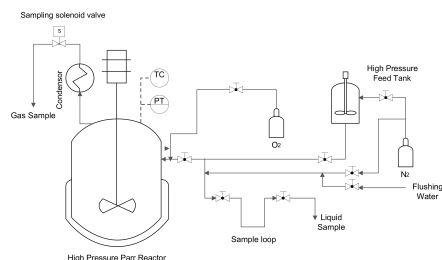 Sampling solenoid valve
S
Condensor
TC
PT
Gas Sample
High Pressure
Feed Tank
O2
N2
Flushing
Water
Liquid
Sample
Sample loop
High Pressure Parr Reactor